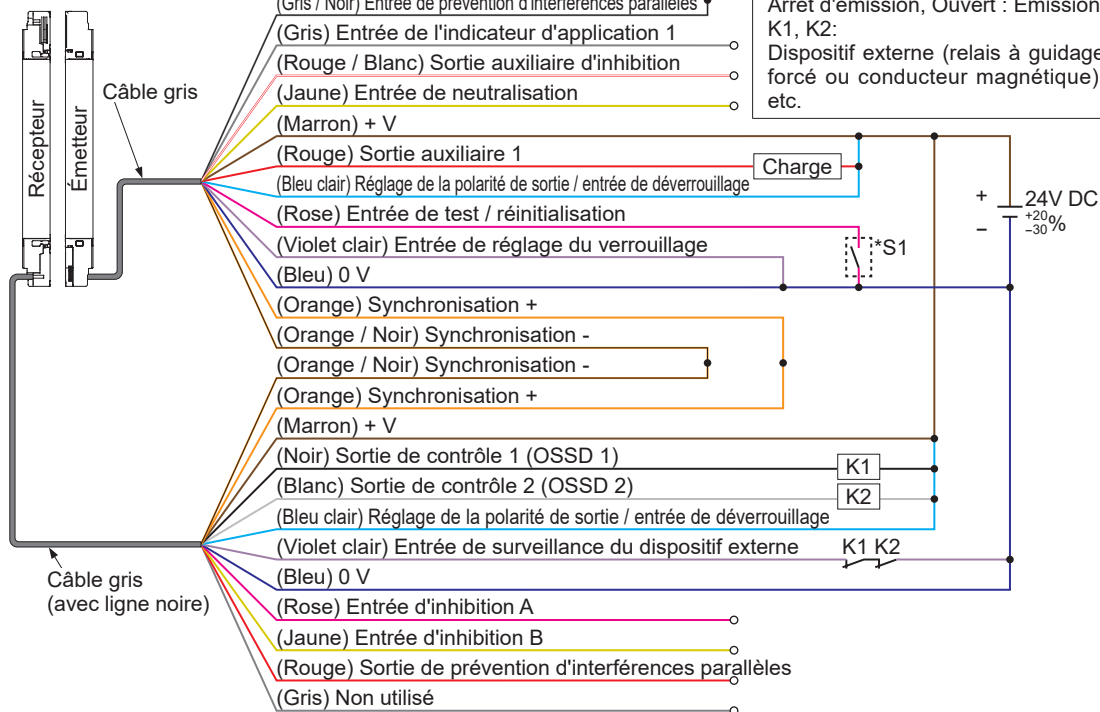 (Gris / Noir) Entrée de prévention d'interférences parallèles
(Gris) Entrée de l'indicateur d'application 1
(Rouge / Blanc) Sortie auxiliaire d'inhibition
(Jaune) Entrée de neutralisation
(Marron) + V
(Rouge) Sortie auxiliaire 1
Charge
(Bleu clair) Réglage de la polarité de sortie / entrée de déverrouillage
(Rose) Entrée de test / réinitialisation
(Violet clair) Entrée de réglage du verrouillage
*S1
(Bleu) 0 V
(Orange) Synchronisation +
(Orange / Noir) Synchronisation -
(Orange / Noir) Synchronisation -
(Orange) Synchronisation +
(Marron) + V
(Noir) Sortie de contrôle 1 (OSSD 1)
K1
(Blanc) Sortie de contrôle 2 (OSSD 2)
K2
(Bleu clair) Réglage de la polarité de sortie / entrée de déverrouillage
(Violet clair) Entrée de surveillance du dispositif externe
K1 K2
(Bleu) 0 V
(Rose) Entrée d'inhibition A
(Jaune) Entrée d'inhibition B
(Rouge) Sortie de prévention d'interférences parallèles
(Gris) Non utilisé
Récepteur
Émetteur
Câble gris
Câble gris
(avec ligne noire)
Arrêt d'émission, Ouvert : Émission
K1, K2:
Dispositif externe (relais à guidage
forcé ou conducteur magnétique)
etc.
+
24V DC
+20
−30 %
−